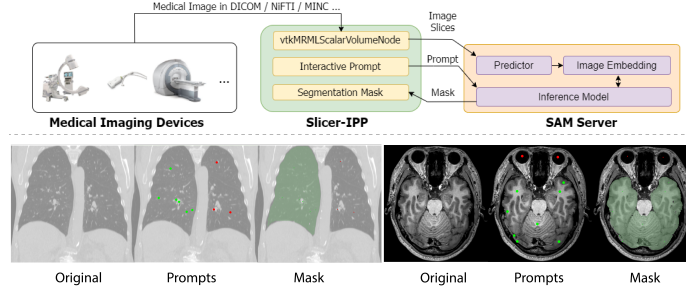 Medical Image in DICOM / NiFTI / MINC ...
Image
Slices
vtkMRMLScalarVolumeNode
Interactive Prompt
Segmentation Mask
Prompt
Mask
Predictor
Image Embedding
Inference Model
...
Medical Imaging Devices
Slicer-IPP
SAM Server
Original
Prompts
Mask
Original
Prompts
Mask